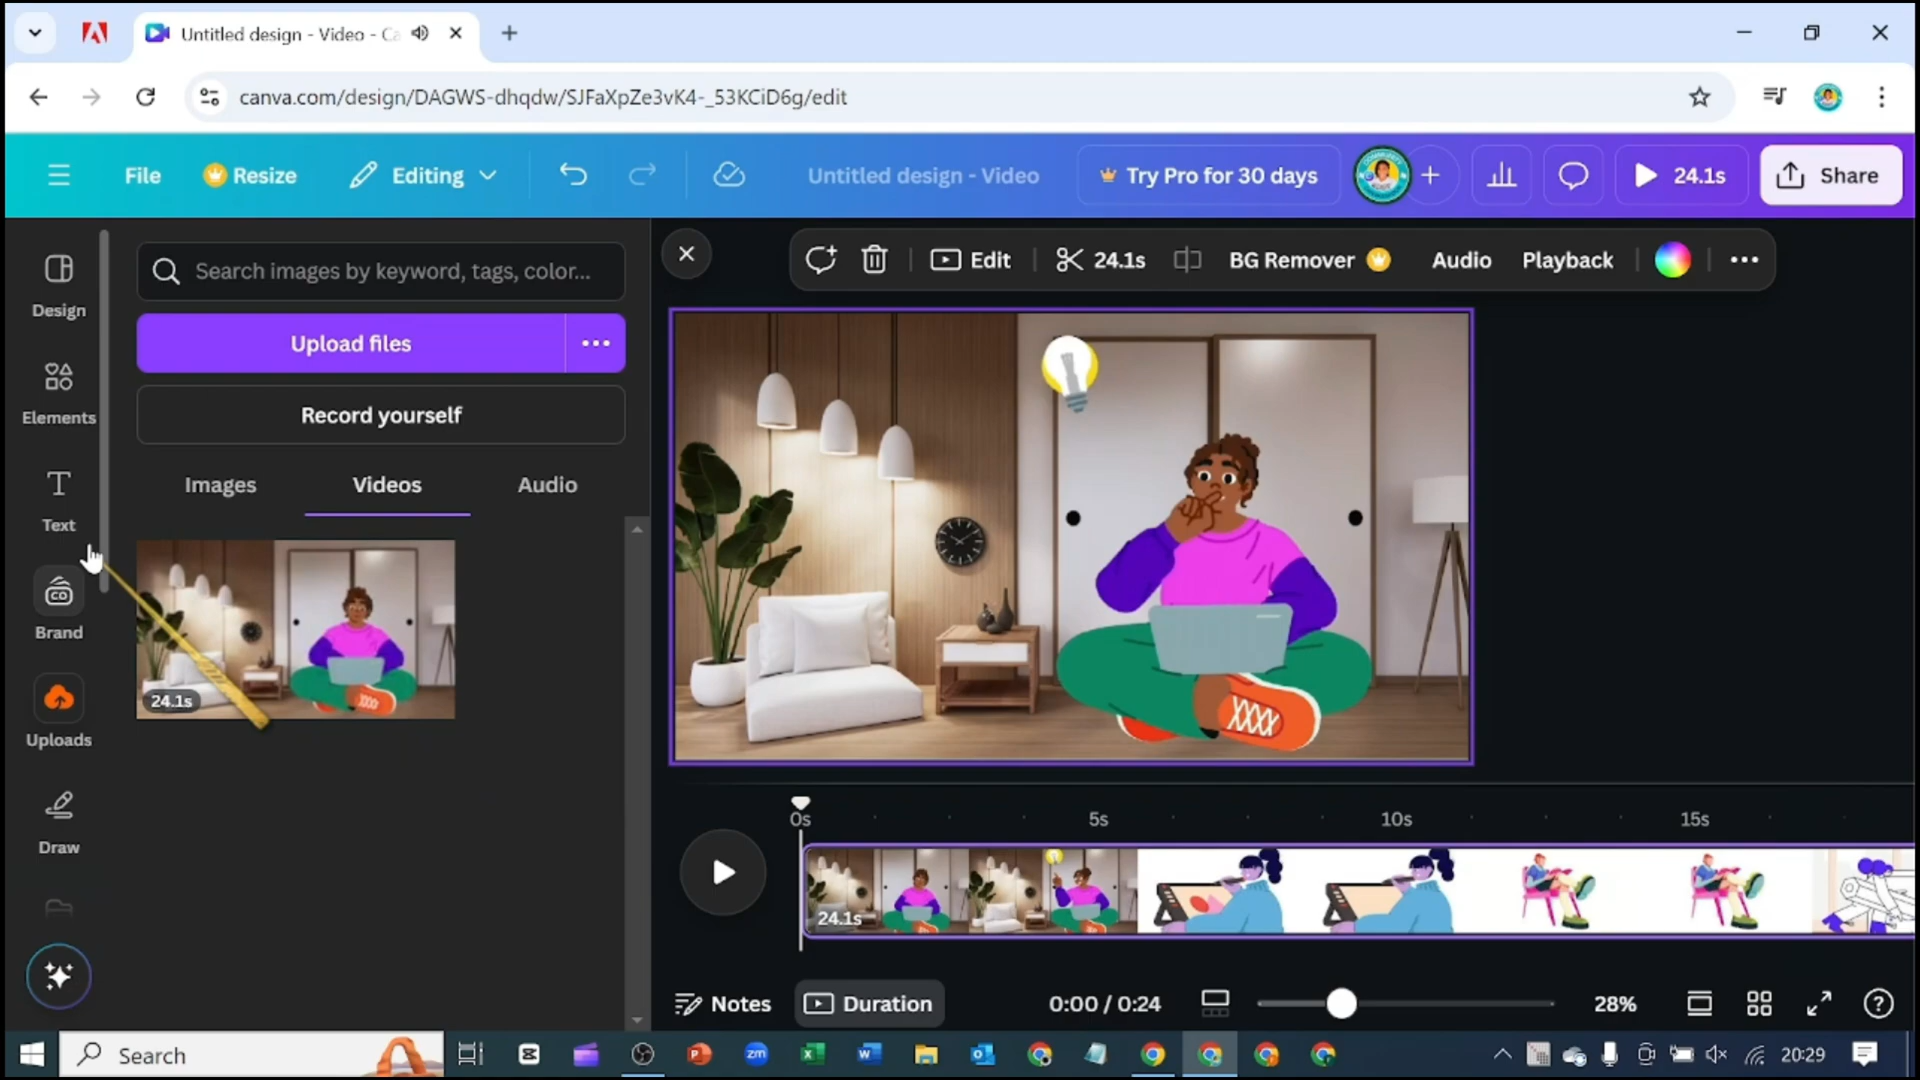 Untitled design - Video - Ca
canva.com/design/DAGWS-dhqdw/SJFaXpZe3vK4-_53KCiD6g/edit
File
Resize
Editing
Untitled design - Video
Try Pro for 30 days
24.1s
Share
Design
Elements
Text
Brand
Uploads
Draw
Search images by keyword, tags, color...
Upload files
Record yourself
Images
Videos
Audio
24.1s
Edit
24.1s
BG Remover
Audio
Playback
0s
5s
10s
15s
24.1s
Notes
Duration
0:00 / 0:24
28%
Search
20:29